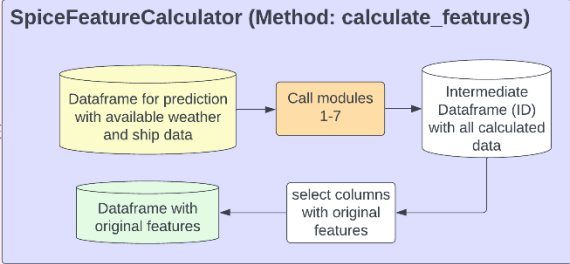 SpiceFeatureCalculator (Method: calculate_features)
Dataframe for prediction
with available weather
and ship data
Call modules
1-7
Intermediate
Dataframe (ID)
with all calculated
data
Dataframe with
original features
select columns
with original
features